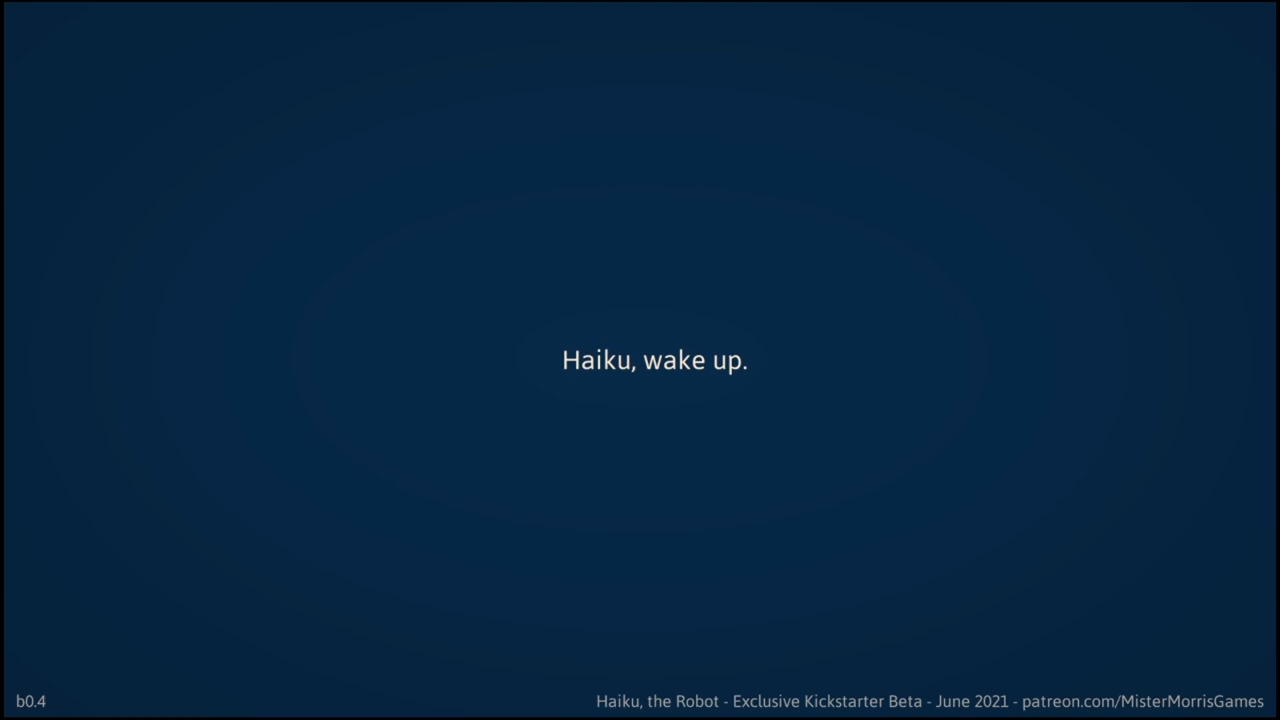 Haiku, wake up.
b0.4
Haiku, the Robot - Exclusive Kickstarter Beta - June 2021 - patreon.com/MisterMorrisGames